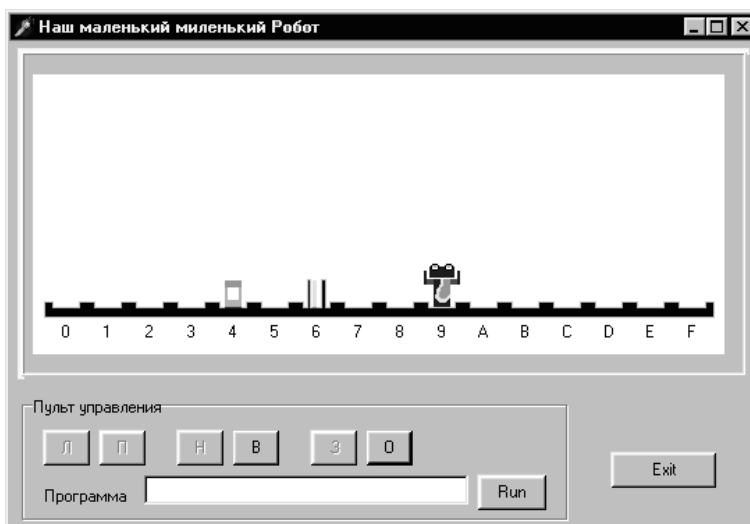 Наш маленький миленький Робот
0 1 2 3 4 5 6 7 8 9 A B C D E F
Пульт управления
Л П Н В З О
Exit
Программа Run